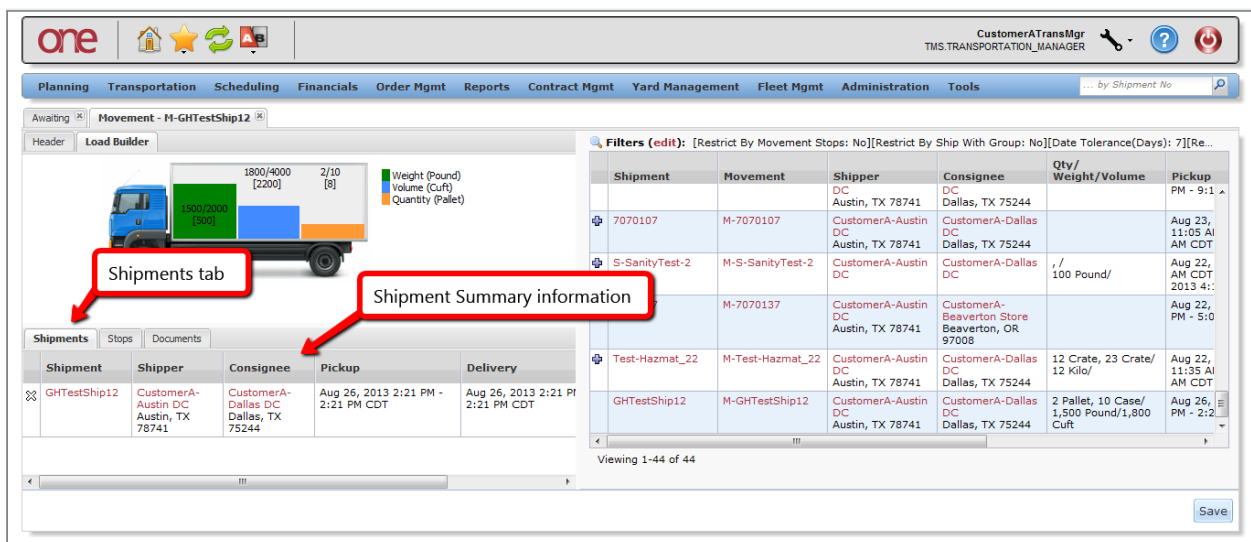 one
CustomerATransMgr
TMS.TRANSPORTATION_MANAGER
Planning Transportation Scheduling Financials Order Mgmt Reports Contract Mgmt Yard Management Fleet Mgmt Administration Tools ... by Shipment No
Awaiting Movement - M-GHTestShip12
Header Load Builder
1800/4000 2/10
[2200] [8]
1500/2000
[500]
Weight (Pound)
Volume (Cuft)
Quantity (Pallet)
Shipments tab
Shipment Summary information
Shipments Stops Documents
Shipment Shipper Consignee Pickup Delivery
GHTestShip12 CustomerA- CustomerA- Aug 26, 2013 2:21 PM - Aug 26, 2013 2:21 PM
Austin DC Dallas DC 2:21 PM CDT 2:21 PM CDT
Austin, TX Dallas, TX
78741 75244
Filters (edit): [Restrict By Movement Stops: No][Restrict By Ship With Group: No][Date Tolerance(Days): 7][Re...
Qty/
Shipment Movement Shipper Consignee Weight/Volume Pickup
DC DC PM - 9:1
Austin, TX 78741 Dallas, TX 75244
7070107 M-7070107 CustomerA-Austin CustomerA-Dallas Aug 23,
DC DC 11:05 AM
Austin, TX 78741 Dallas, TX 75244 AM CDT
S-SanityTest-2 M-S-SanityTest-2 CustomerA-Austin CustomerA-Dallas , / Aug 22,
DC DC 100 Pound/ AM CDT
2013 4:
M-7070137 CustomerA-Austin CustomerA- Aug 22,
DC Beaverton Store PM - 5:0
Austin, TX 78741 Beaverton, OR
97008
Test-Hazmat_22 M-Test-Hazmat_22 CustomerA-Austin CustomerA-Dallas 12 Crate, 23 Crate/ Aug 22,
DC DC 12 Kilo/ 11:35 AM
Austin, TX 78741 Dallas, TX 75244 AM CDT
GHTestShip12 M-GHTestShip12 CustomerA-Austin CustomerA-Dallas 2 Pallet, 10 Case/ Aug 26,
DC DC 1,500 Pound/1,800 PM - 2:2
Austin, TX 78741 Dallas, TX 75244 Cuft
Viewing 1-44 of 44
Save